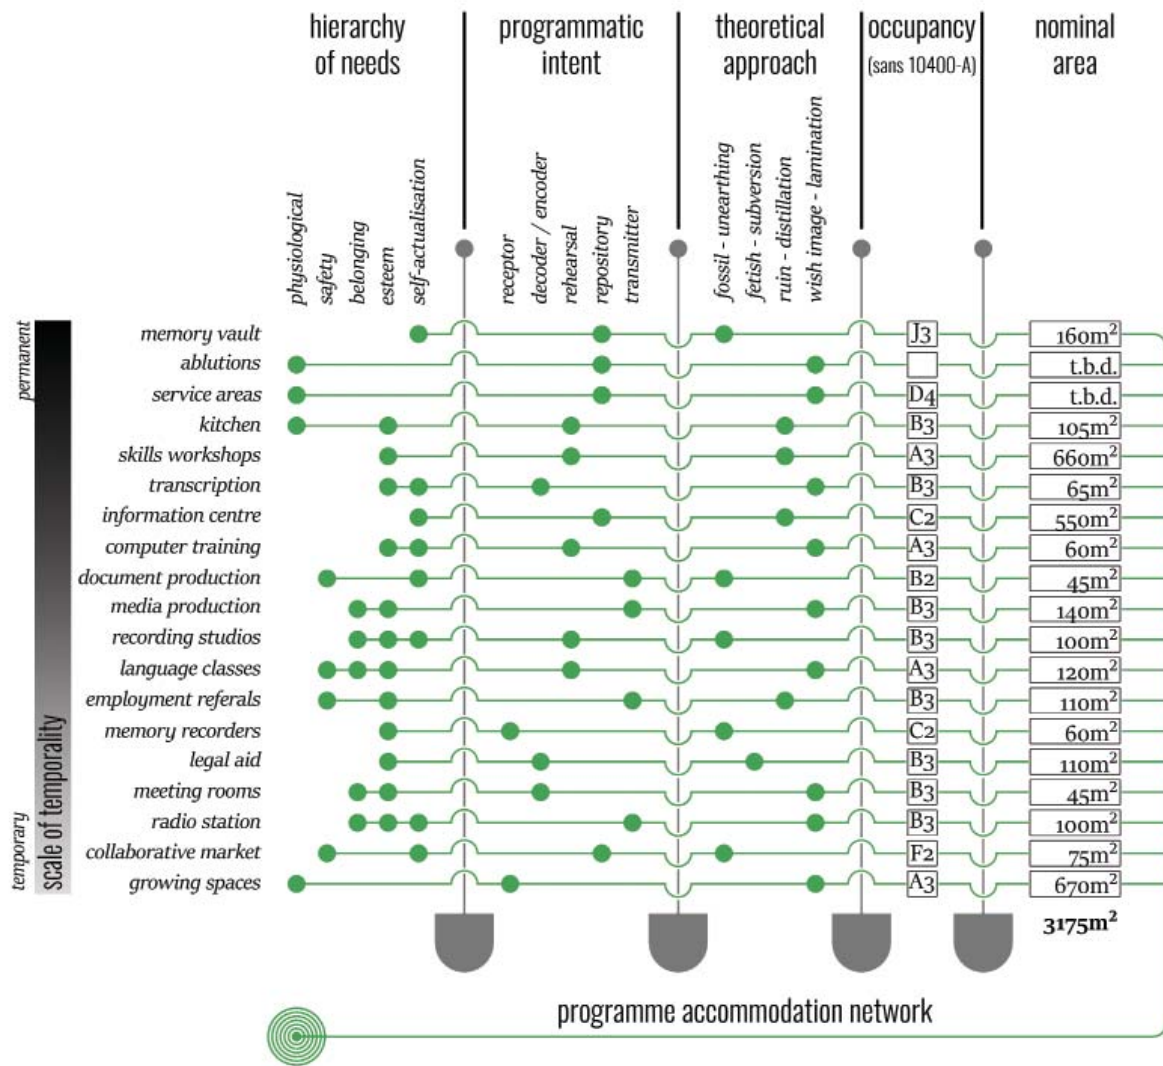 hierarchy of needs
programmatic intent
theoretical approach
occupancy (sans 10400-A)
nominal area
physiological
safety
belonging
esteem
self-actualisation
receptor
decoder / encoder
rehearsal
repository
transmitter
fossil - unearthing
fetish - subversion
ruin - distillation
wish image - lamination
permanent
scale of temporality
temporary
memory vault J3 160m²
ablutions t.b.d.
service areas D4 t.b.d.
kitchen B3 105m²
skills workshops A3 660m²
transcription B3 65m²
information centre C2 550m²
computer training A3 60m²
document production B2 45m²
media production B3 140m²
recording studios B3 100m²
language classes A3 120m²
employment referals B3 110m²
memory recorders C2 60m²
legal aid B3 110m²
meeting rooms B3 45m²
radio station B3 100m²
collaborative market F2 75m²
growing spaces A3 670m²
3175m²
programme accommodation network